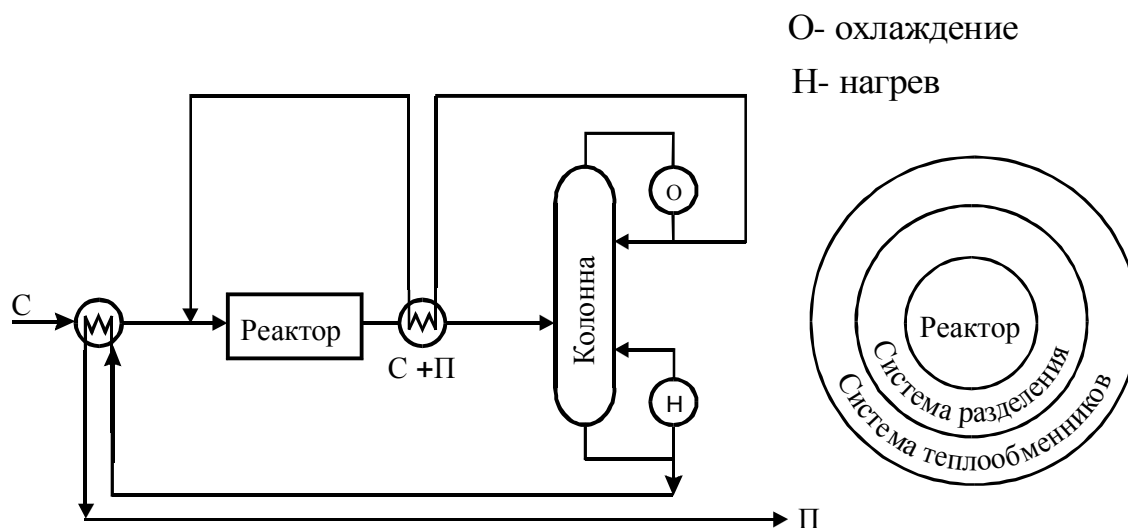 О- охлаждение
Н- нагрев
О
Колонна
С
Реактор
С +П
Н
П
Реактор
Система разделения
Система теплообменников